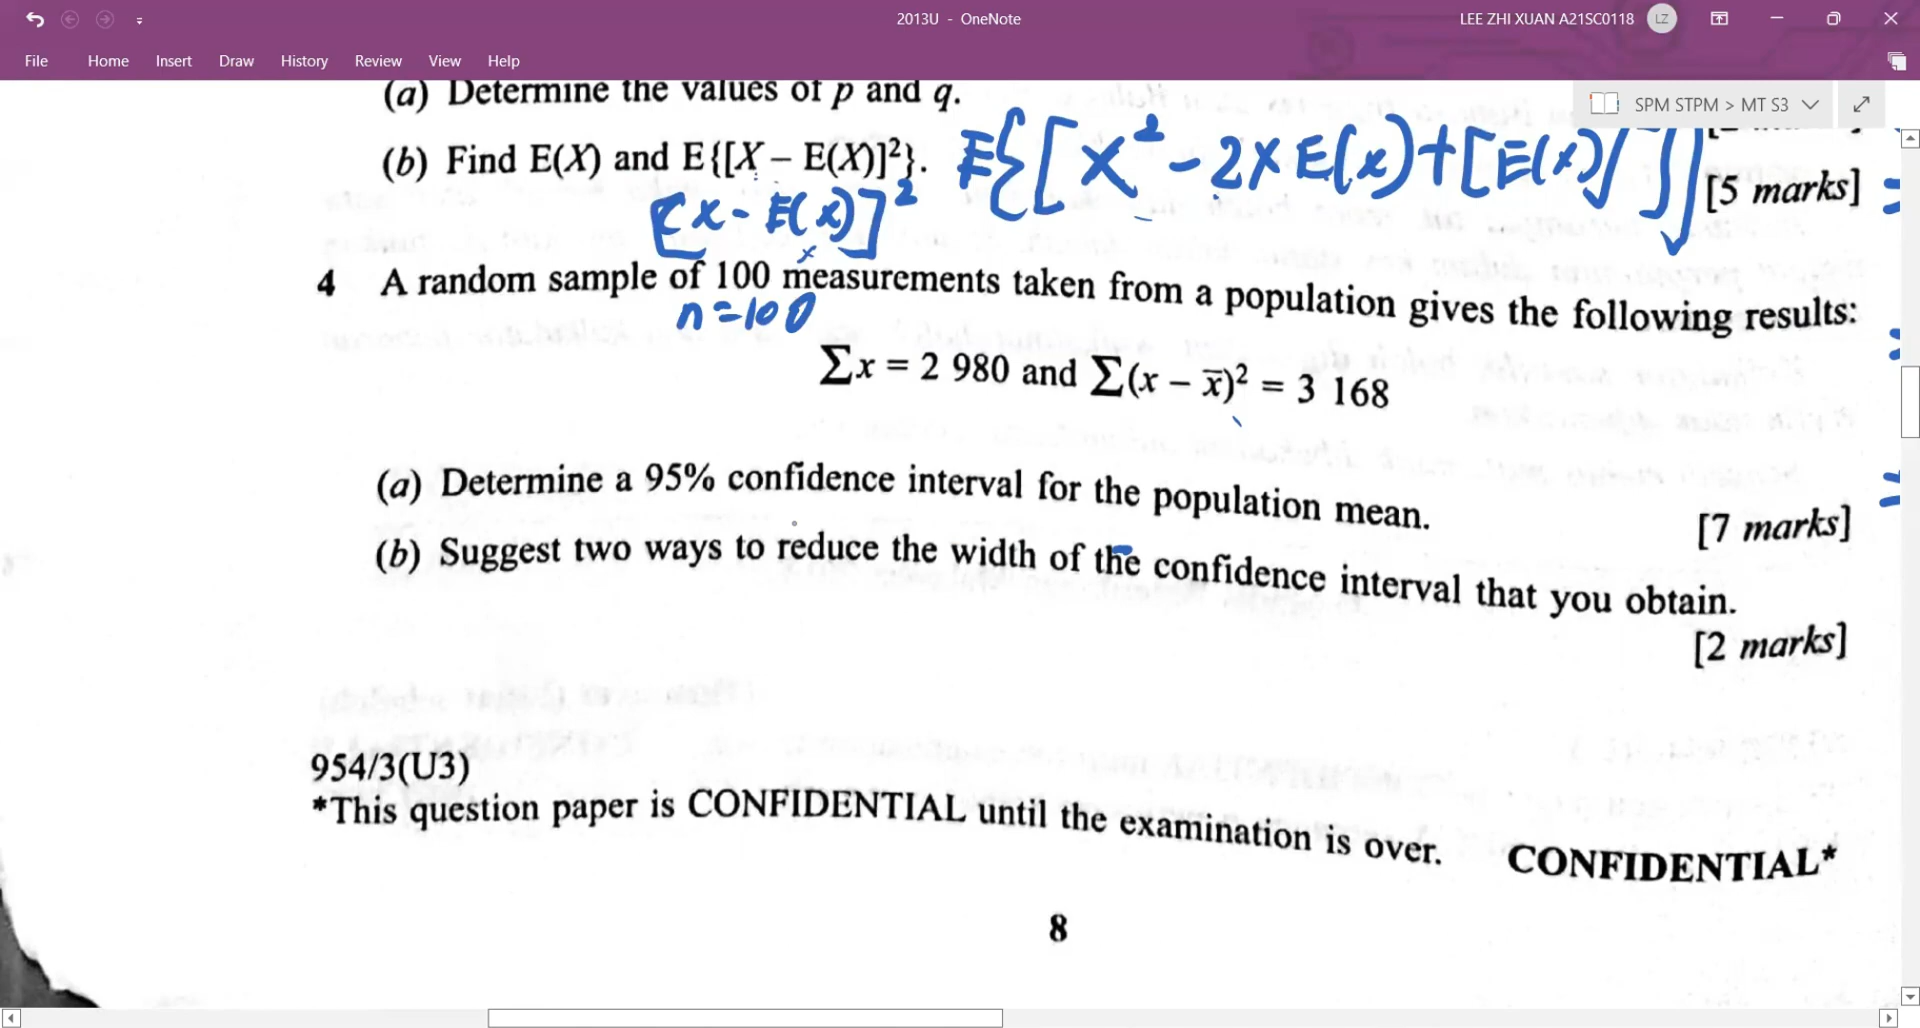 2013U - OneNote
LEE ZHI XUAN A21SC0118
LZ
File Home Insert Draw History Review View Help
SPM STPM > MT S3
(a) Determine the values of p and q.
(b) Find E(X) and E{[X – E(X)]²}.
E{[X² - 2XE(x) + [E(x)]²]}
[5 marks]
[x - E(x)]²
4 A random sample of 100 measurements taken from a population gives the following results:
n = 100
∑x = 2 980 and ∑(x – x̅)² = 3 168
(a) Determine a 95% confidence interval for the population mean.
[7 marks]
(b) Suggest two ways to reduce the width of the confidence interval that you obtain.
[2 marks]
954/3(U3)
*This question paper is CONFIDENTIAL until the examination is over.
CONFIDENTIAL*
8